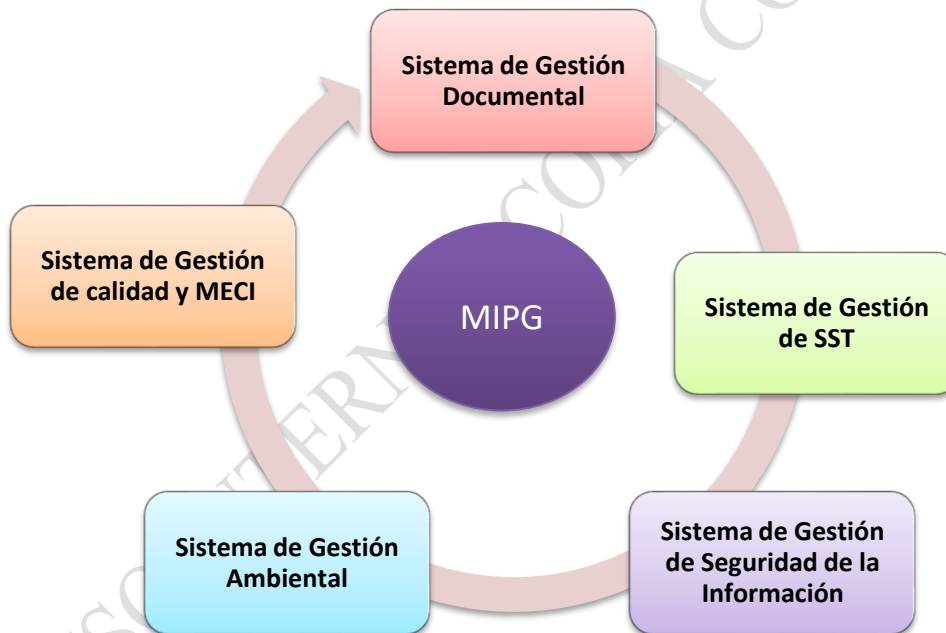 Sistema de Gestión
Documental
Sistema de Gestión
de calidad y MECI
MIPG
Sistema de Gestión
de SST
Sistema de Gestión
Ambiental
Sistema de Gestión
de Seguridad de la
Información